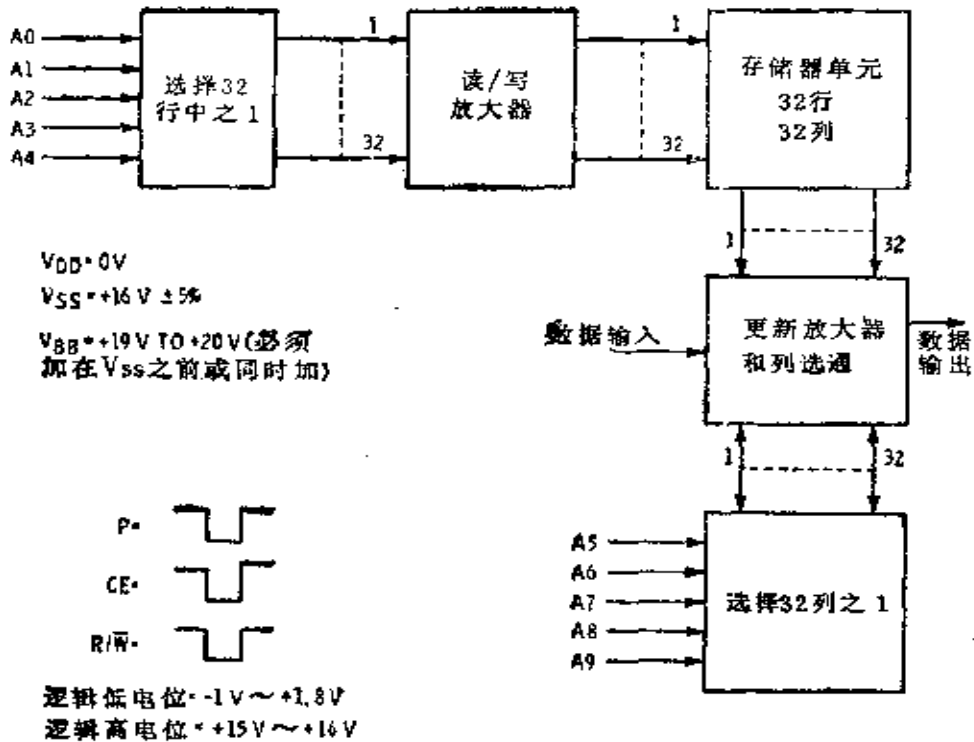 A0
A1
A2
A3
A4
选择32
行中之1
1
32
读/写
放大器
1
32
存储器单元
32行
32列
1
32
VDD=0V
VSS=+16V ±5%
VBB=+19V TO +20V(必须
加在Vss之前或同时加)
数据输入
更新放大器
和列选通
数据
输出
1
32
P=
CE=
R/W̅=
A5
A6
A7
A8
A9
选择32列之1
逻辑低电位=-1V～+1.8V
逻辑高电位=+15V～+16V